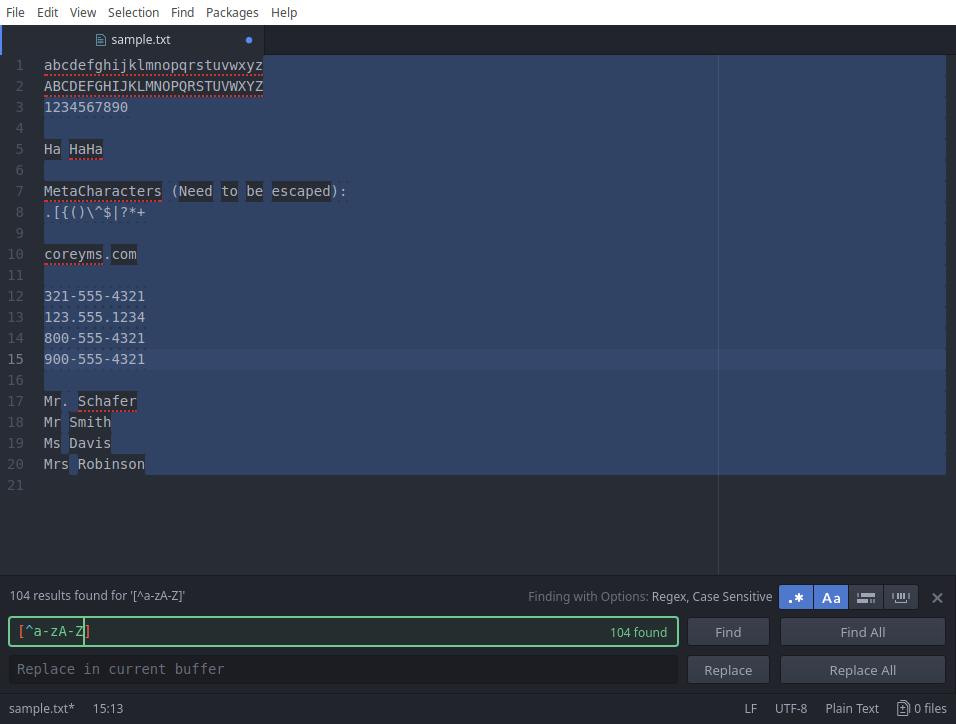 File Edit View Selection Find Packages Help
sample.txt
1 abcdefghijklmnopqrstuvwxyz
2 ABCDEFGHIJKLMNOPQRSTUVWXYZ
3 1234567890
4
5 Ha HaHa
6
7 MetaCharacters (Need to be escaped):
8 .[{()\^$|?*+
9
10 coreyms.com
11
12 321-555-4321
13 123.555.1234
14 800-555-4321
15 900-555-4321
16
17 Mr. Schafer
18 Mr Smith
19 Ms Davis
20 Mrs Robinson
21
104 results found for '[^a-zA-Z]' Finding with Options: Regex, Case Sensitive .* Aa
[^a-zA-Z] 104 found Find Find All
Replace in current buffer Replace Replace All
sample.txt* 15:13 LF UTF-8 Plain Text 0 files